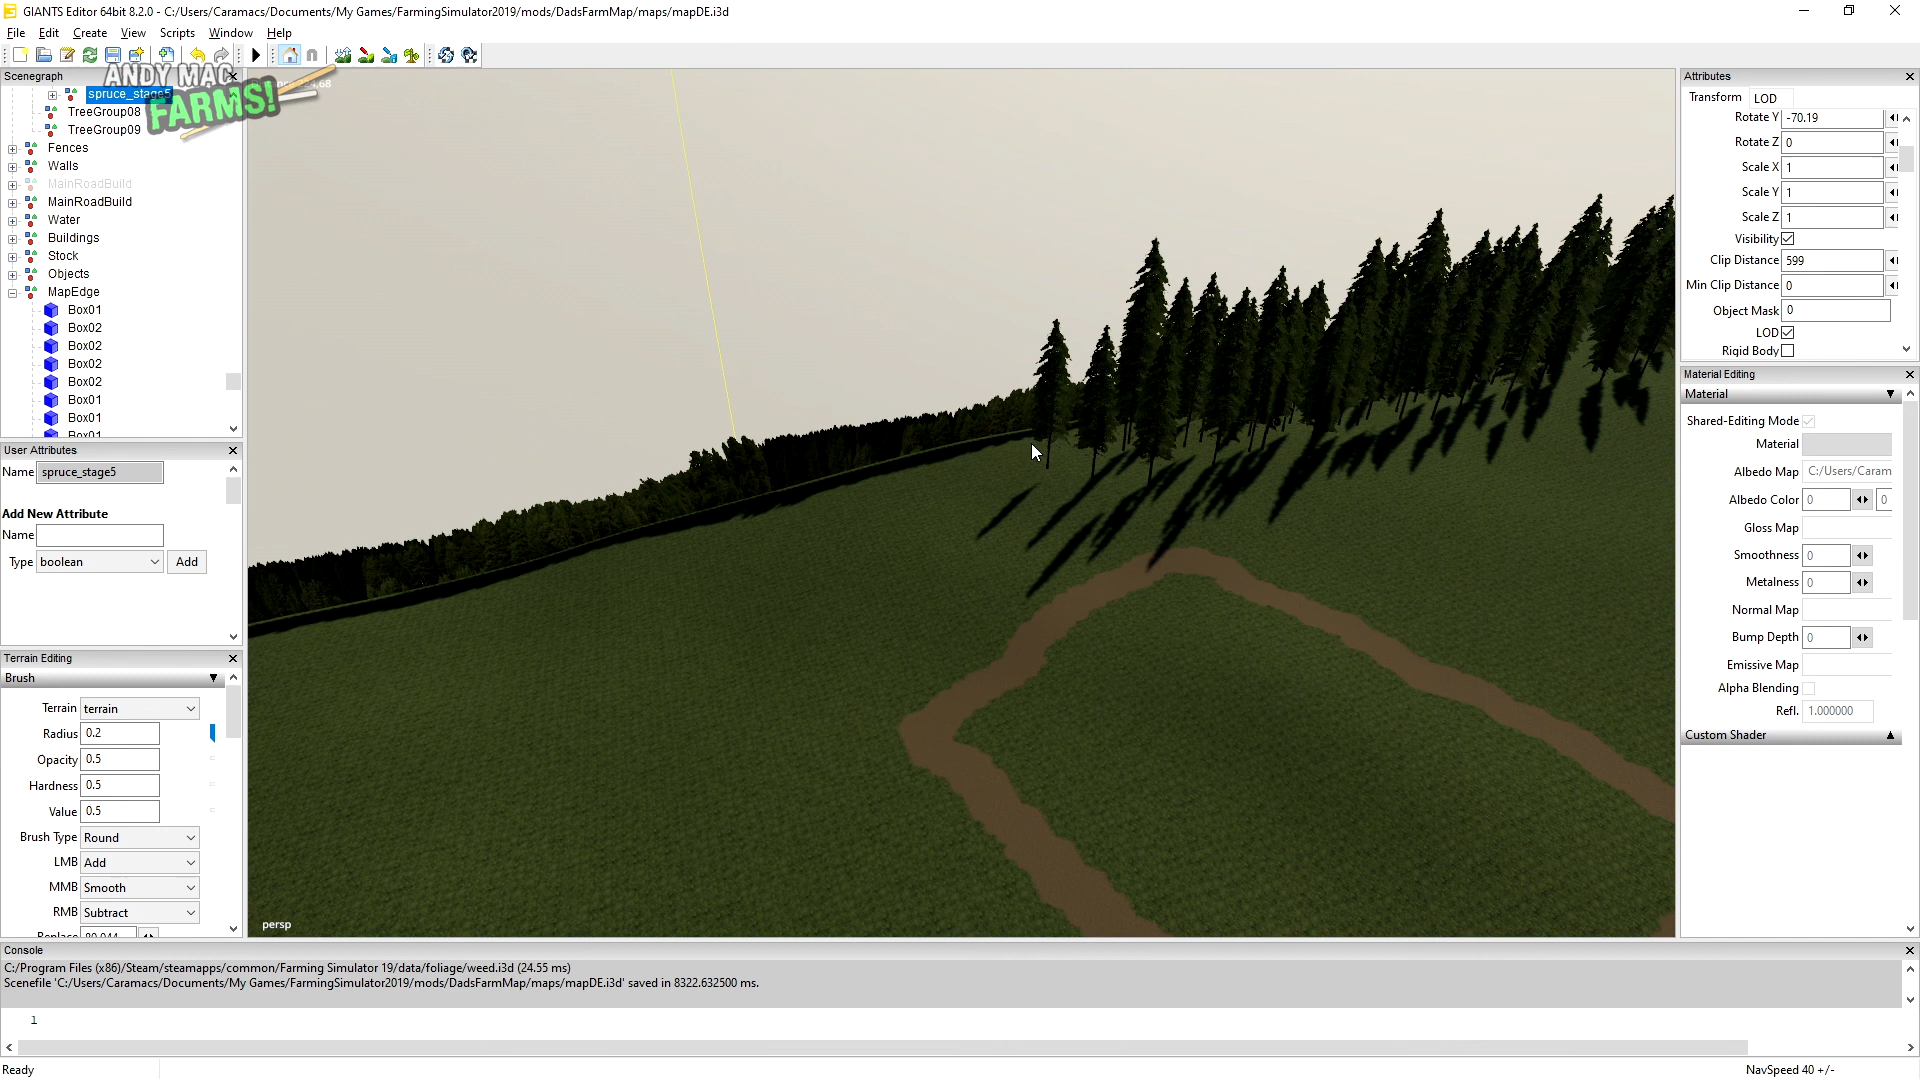 GIANTS Editor 64bit 8.2.0 - C:/Users/Caramacs/Documents/My Games/FarmingSimulator2019/mods/DadsFarmMap/maps/mapDE.i3d
File Edit Create View Scripts Window Help
Scenegraph
ANDY MAC
FARMS!
spruce_stage5
TreeGroup08
TreeGroup09
Fences
Walls
MainRoadBuild
MainRoadBuild
Water
Buildings
Stock
Objects
MapEdge
Box01
Box02
Box02
Box02
Box02
Box01
Box01
Box01
User Attributes
Name spruce_stage5
Add New Attribute
Name
Type boolean Add
Terrain Editing
Brush
Terrain terrain
Radius 0.2
Opacity 0.5
Hardness 0.5
Value 0.5
Brush Type Round
LMB Add
MMB Smooth
RMB Subtract
Replace 80.044
persp
Attributes
Transform LOD
Rotate Y -70.19
Rotate Z 0
Scale X 1
Scale Y 1
Scale Z 1
Visibility
Clip Distance 599
Min Clip Distance 0
Object Mask 0
LOD
Rigid Body
Material Editing
Material
Shared-Editing Mode
Material
Albedo Map C:/Users/Caram
Albedo Color 0 0
Gloss Map
Smoothness 0
Metalness 0
Normal Map
Bump Depth 0
Emissive Map
Alpha Blending
Refl. 1.000000
Custom Shader
Console
C:/Program Files (x86)/Steam/steamapps/common/Farming Simulator 19/data/foliage/weed.i3d (24.55 ms)
Scenefile 'C:/Users/Caramacs/Documents/My Games/FarmingSimulator2019/mods/DadsFarmMap/maps/mapDE.i3d' saved in 8322.632500 ms.
1
Ready
NavSpeed 40 +/-